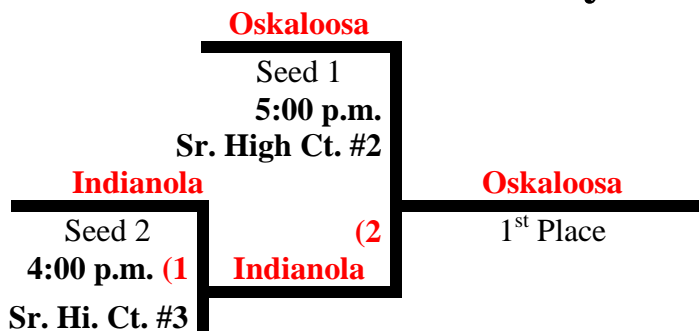 Oskaloosa
Seed 1
5:00 p.m.
Sr. High Ct. #2
Indianola
Oskaloosa
Seed 2
(2
1st Place
4:00 p.m. (1
Indianola
Sr. Hi. Ct. #3